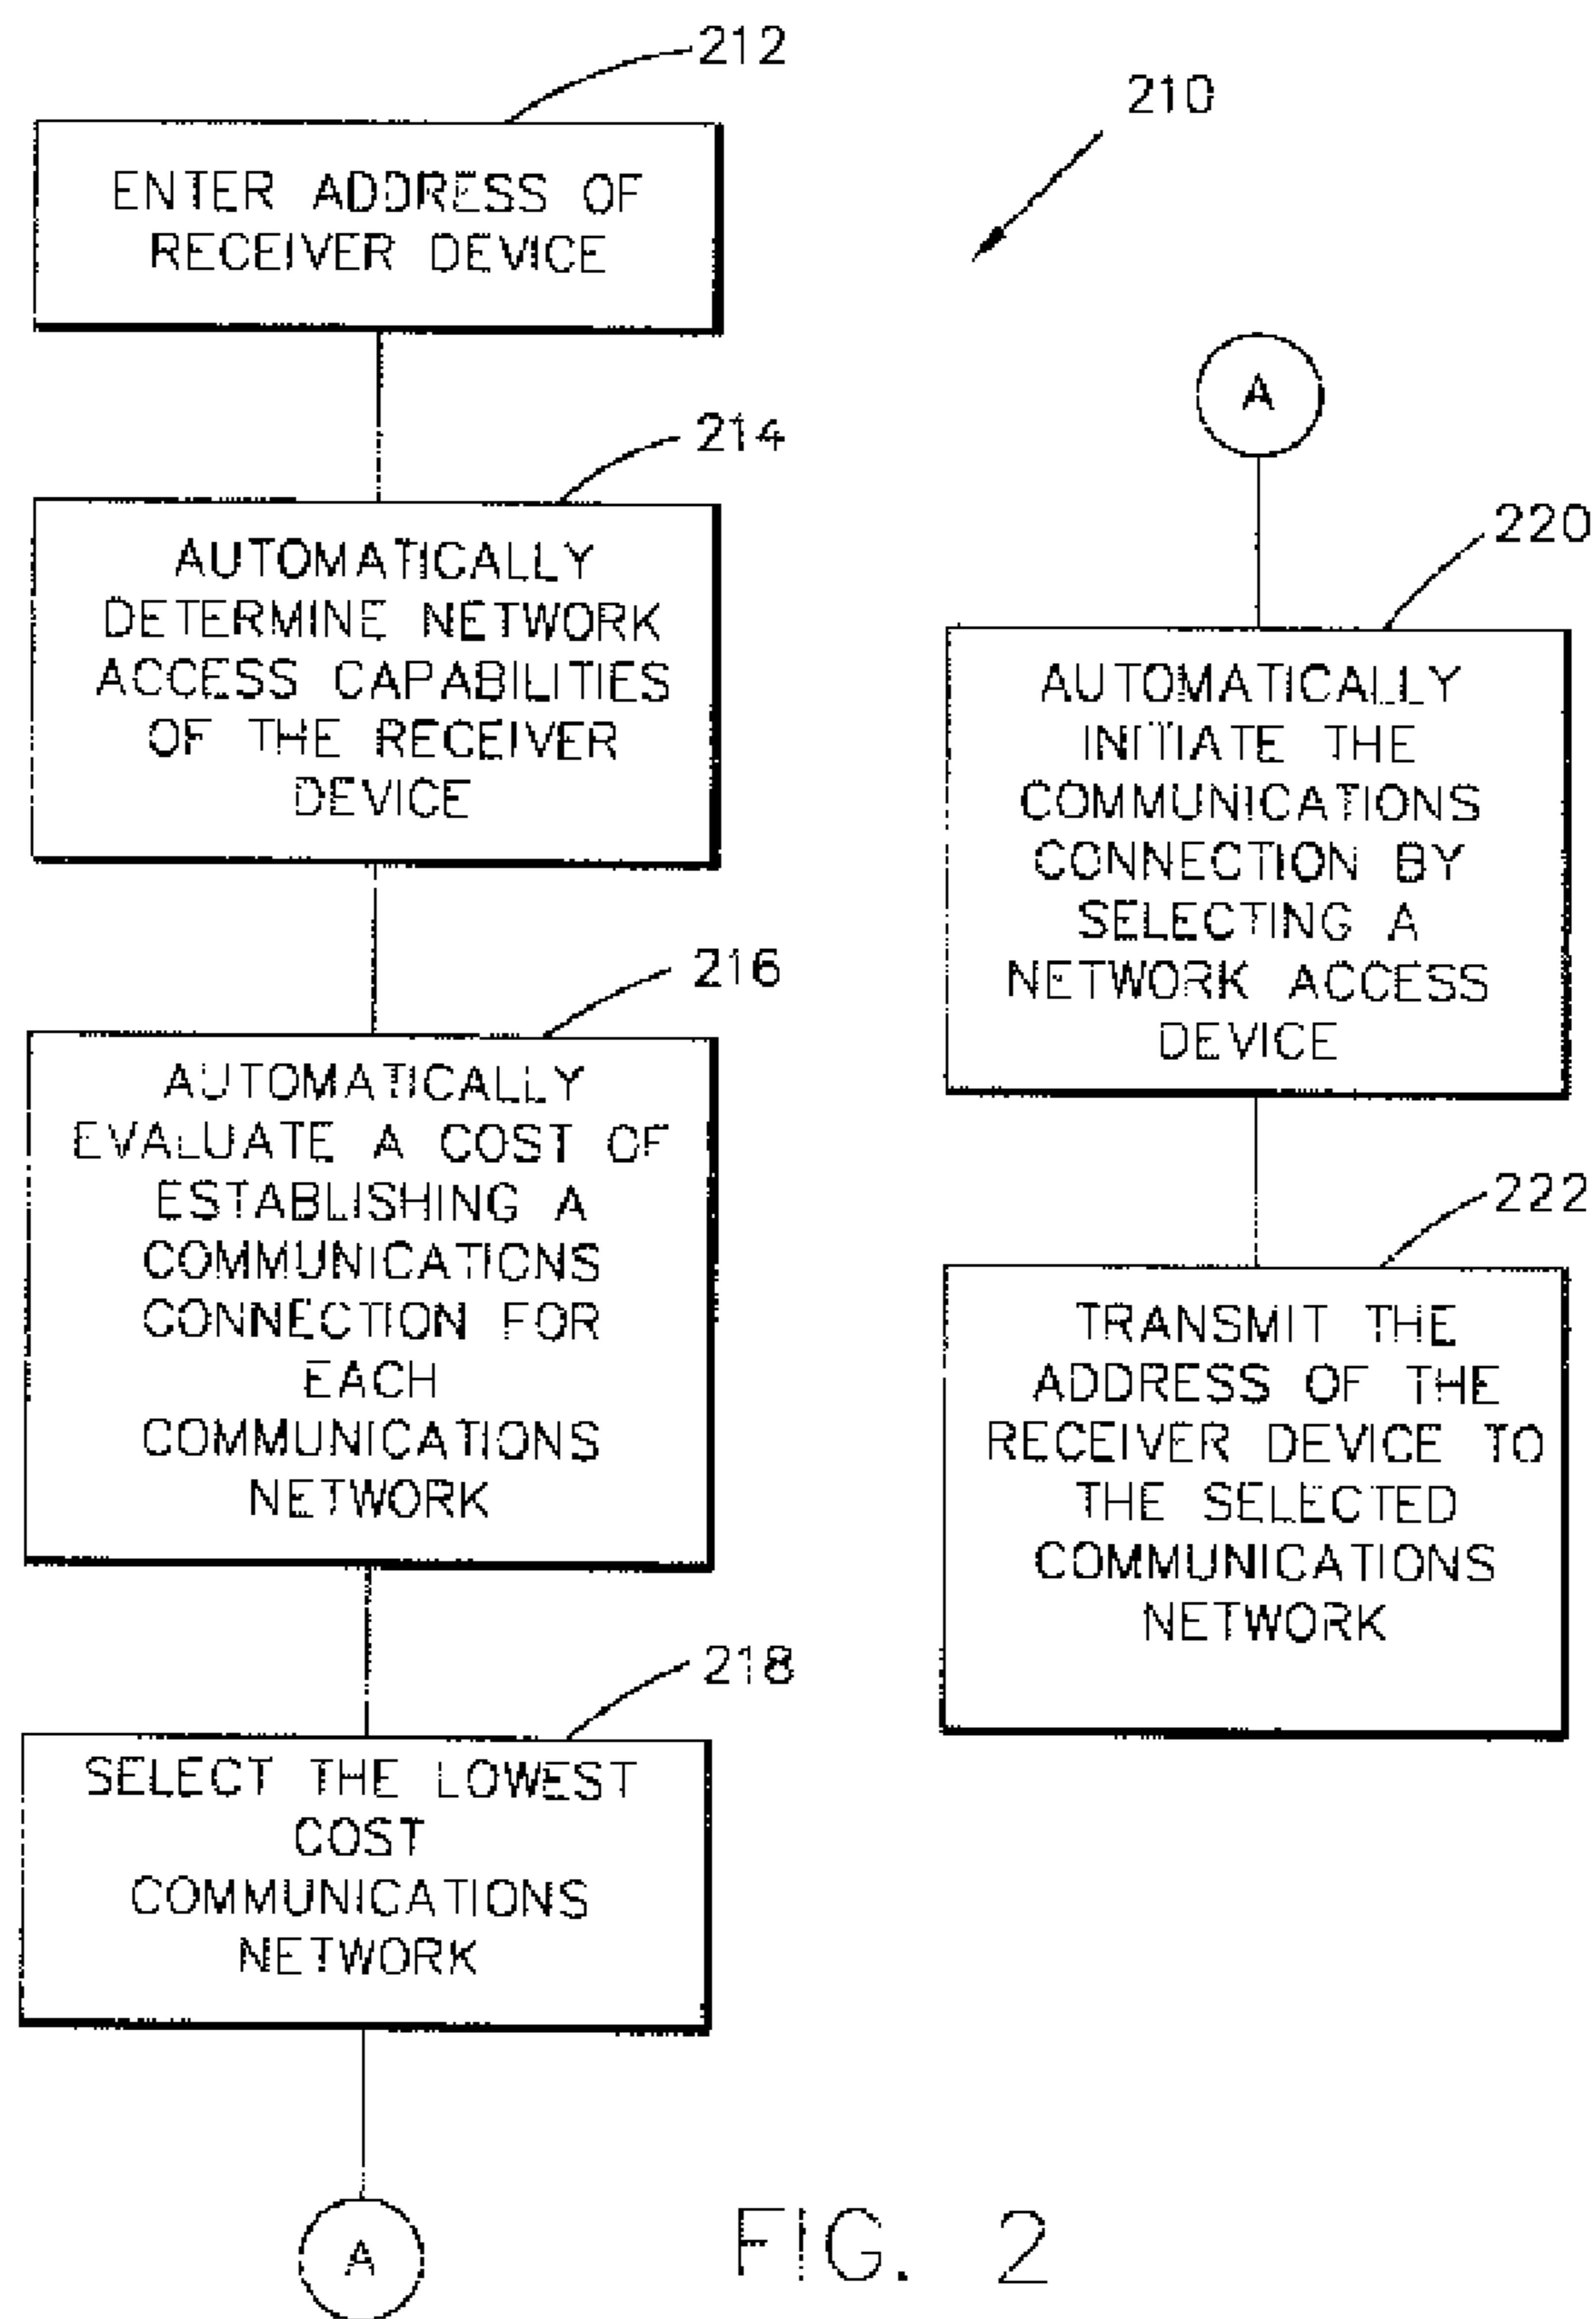 212
ENTER ADDRESS OF
RECEIVER DEVICE
214
AUTOMATICALLY
DETERMINE NETWORK
ACCESS CAPABILITIES
OF THE RECEIVER
DEVICE
216
AUTOMATICALLY
EVALUATE A COST OF
ESTABLISHING A
COMMUNICATIONS
CONNECTION FOR
EACH
COMMUNICATIONS
NETWORK
218
SELECT THE LOWEST
COST
COMMUNICATIONS
NETWORK
A
210
A
220
AUTOMATICALLY
INITIATE THE
COMMUNICATIONS
CONNECTION BY
SELECTING A
NETWORK ACCESS
DEVICE
222
TRANSMIT THE
ADDRESS OF THE
RECEIVER DEVICE TO
THE SELECTED
COMMUNICATIONS
NETWORK
FIG. 2